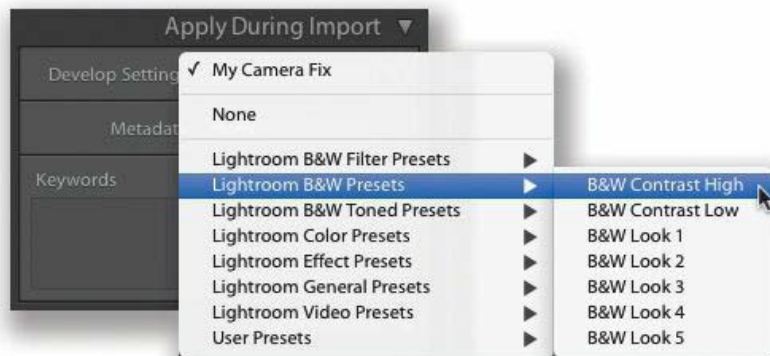 Apply During Import ▼
Develop Setting
✓ My Camera Fix
None
Metadat
Lightroom B&W Filter Presets ▶
Keywords
Lightroom B&W Presets ▶
B&W Contrast High
Lightroom B&W Toned Presets ▶
B&W Contrast Low
Lightroom Color Presets ▶
B&W Look 1
Lightroom Effect Presets ▶
B&W Look 2
Lightroom General Presets ▶
B&W Look 3
Lightroom Video Presets ▶
B&W Look 4
User Presets ▶
B&W Look 5